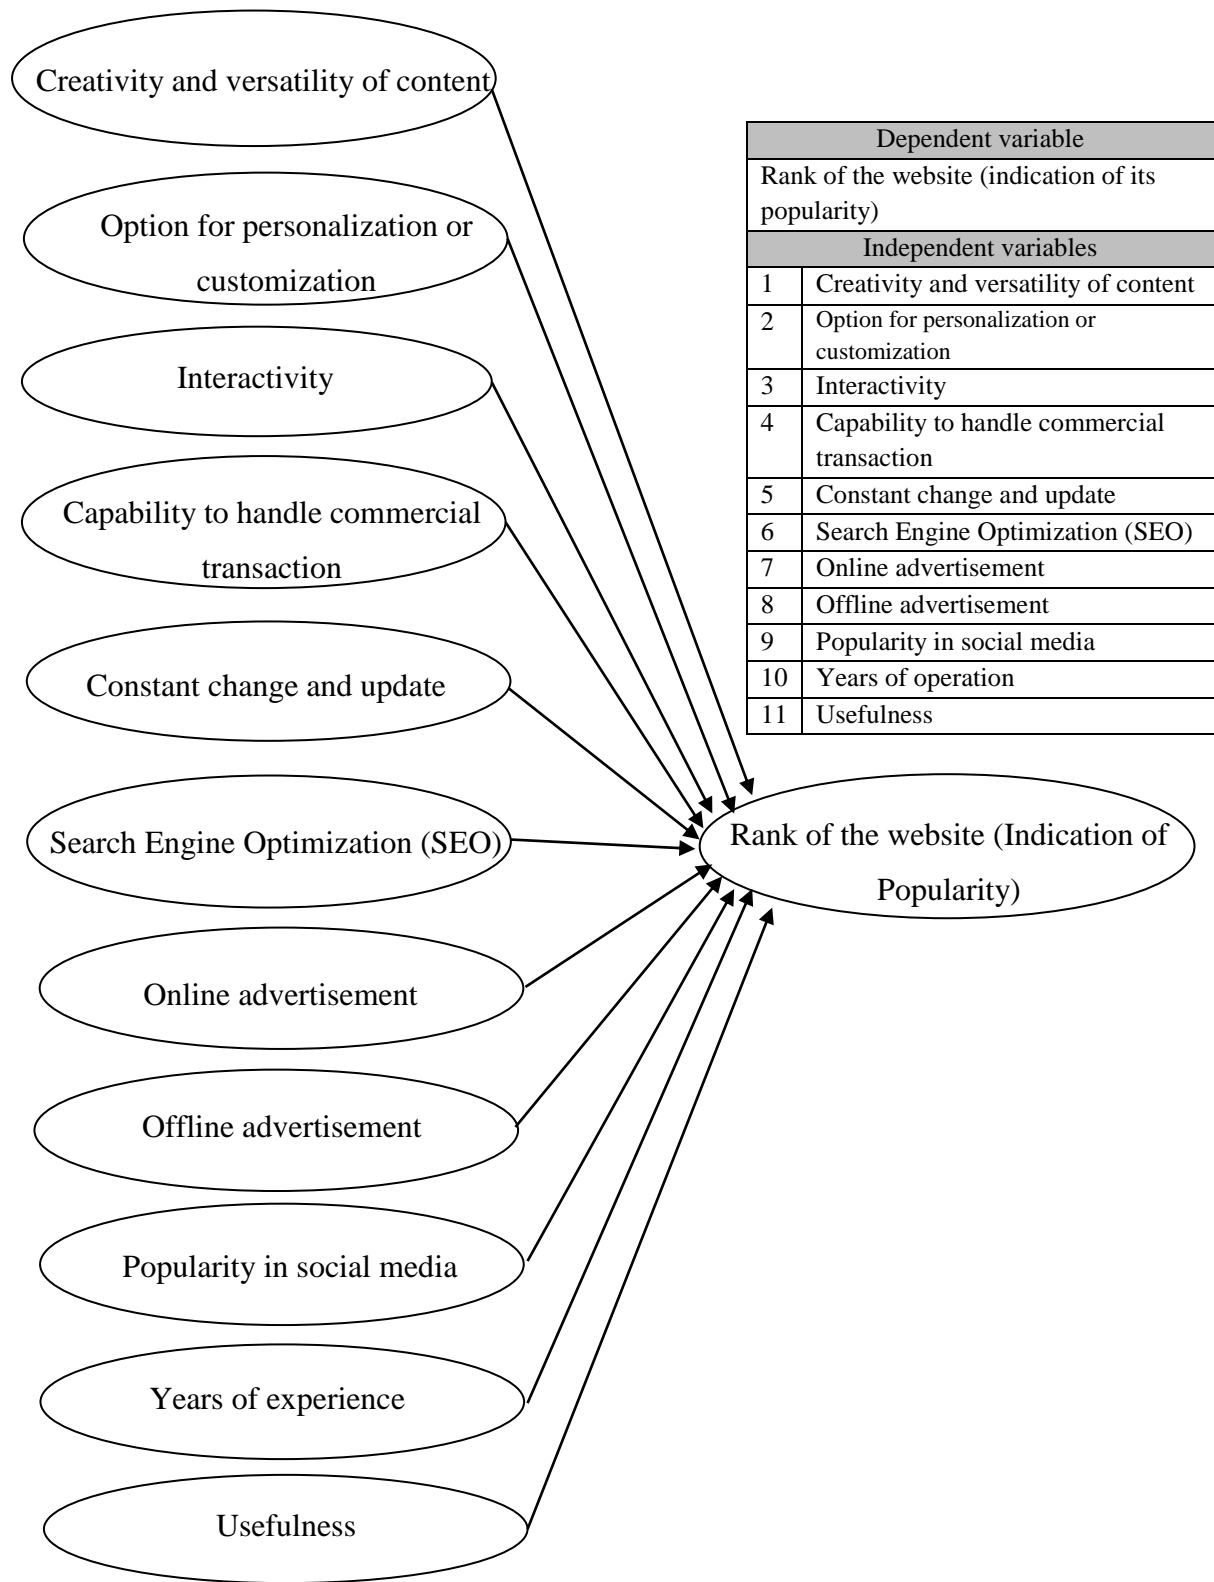 Creativity and versatility of content
Option for personalization or
customization
Interactivity
Capability to handle commercial
transaction
Constant change and update
Search Engine Optimization (SEO)
Online advertisement
Offline advertisement
Popularity in social media
Years of experience
Usefulness
Dependent variable
Rank of the website (indication of its
popularity)
Independent variables
1 Creativity and versatility of content
2 Option for personalization or
customization
3 Interactivity
4 Capability to handle commercial
transaction
5 Constant change and update
6 Search Engine Optimization (SEO)
7 Online advertisement
8 Offline advertisement
9 Popularity in social media
10 Years of operation
11 Usefulness
Rank of the website (Indication of
Popularity)